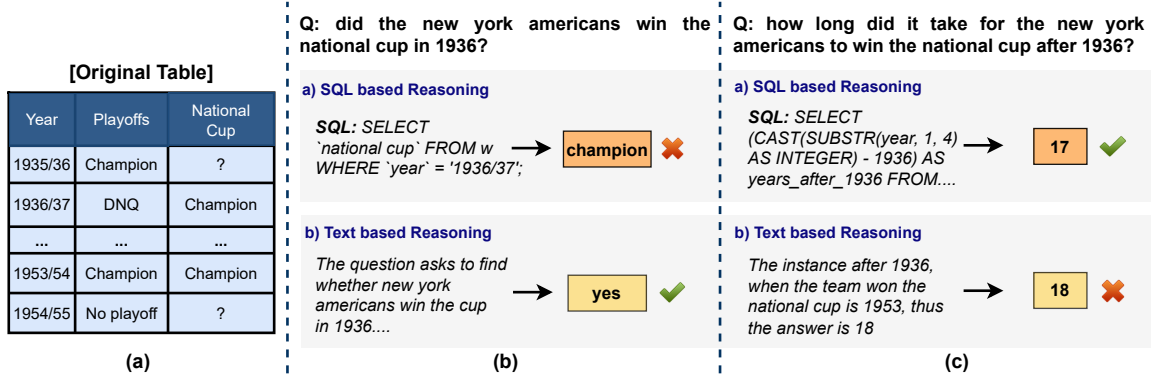 [Original Table]
Year Playoffs National Cup
1935/36 Champion ?
1936/37 DNQ Champion
... ... ...
1953/54 Champion Champion
1954/55 No playoff ?
(a)
Q: did the new york americans win the
national cup in 1936?
a) SQL based Reasoning
SQL: SELECT
`national cup` FROM w
WHERE `year` = '1936/37';
champion
b) Text based Reasoning
The question asks to find
whether new york
americans win the cup
in 1936....
yes
(b)
Q: how long did it take for the new york
americans to win the national cup after 1936?
a) SQL based Reasoning
SQL: SELECT
(CAST(SUBSTR(year, 1, 4)
AS INTEGER) - 1936) AS
years_after_1936 FROM....
17
b) Text based Reasoning
The instance after 1936,
when the team won the
national cup is 1953, thus
the answer is 18
18
(c)